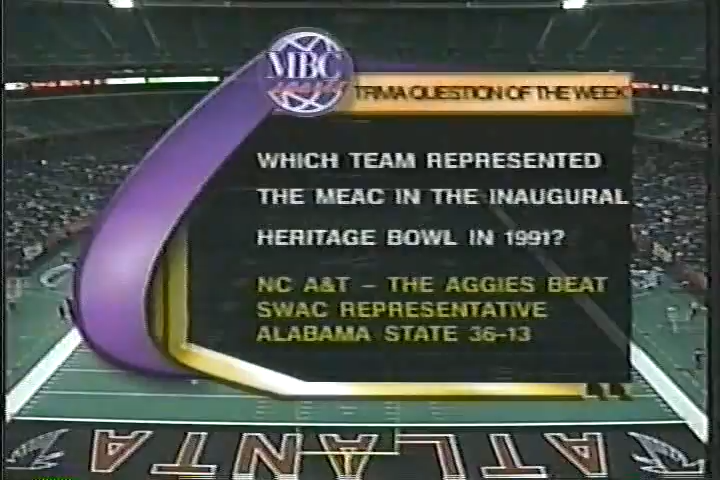 MBC
sports
TRIVIA QUESTION OF THE WEEK
WHICH TEAM REPRESENTED
THE MEAC IN THE INAUGURAL
HERITAGE BOWL IN 1991?
NC A&T – THE AGGIES BEAT
SWAC REPRESENTATIVE
ALABAMA STATE 36–13
ATLANTA